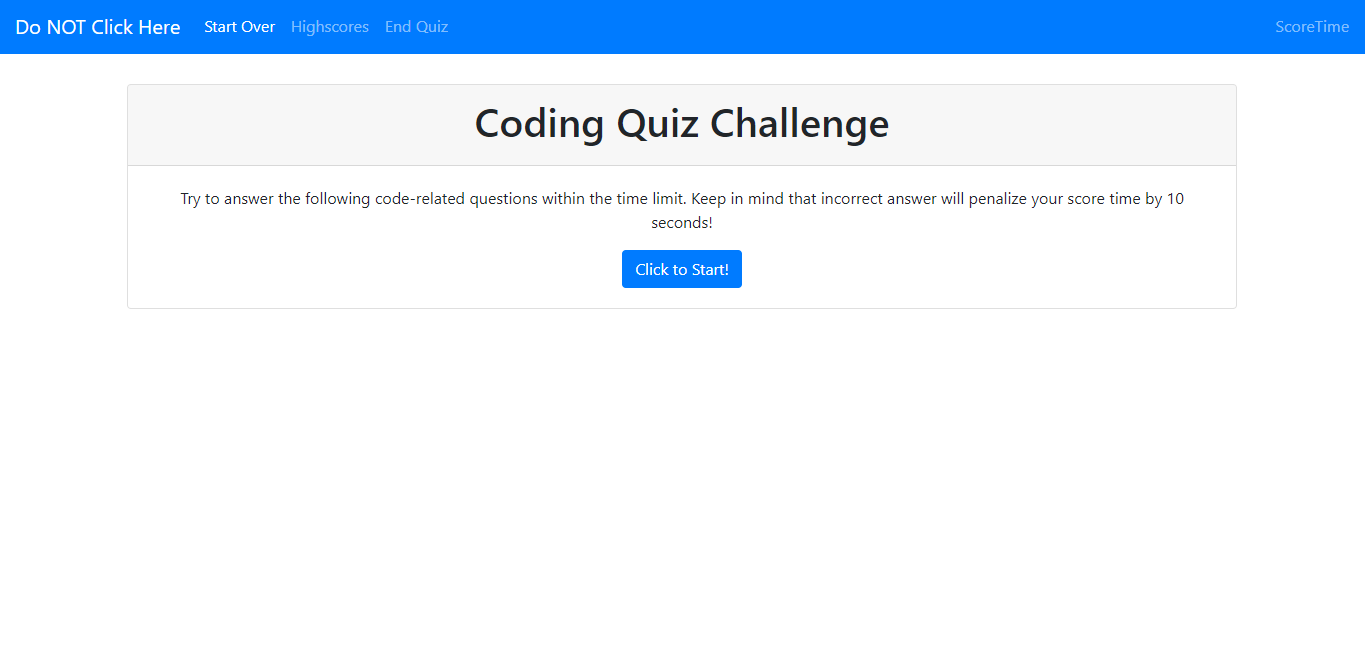 Do NOT Click Here Start Over Highscores End Quiz ScoreTime
Coding Quiz Challenge
Try to answer the following code-related questions within the time limit. Keep in mind that incorrect answer will penalize your score time by 10
seconds!
Click to Start!